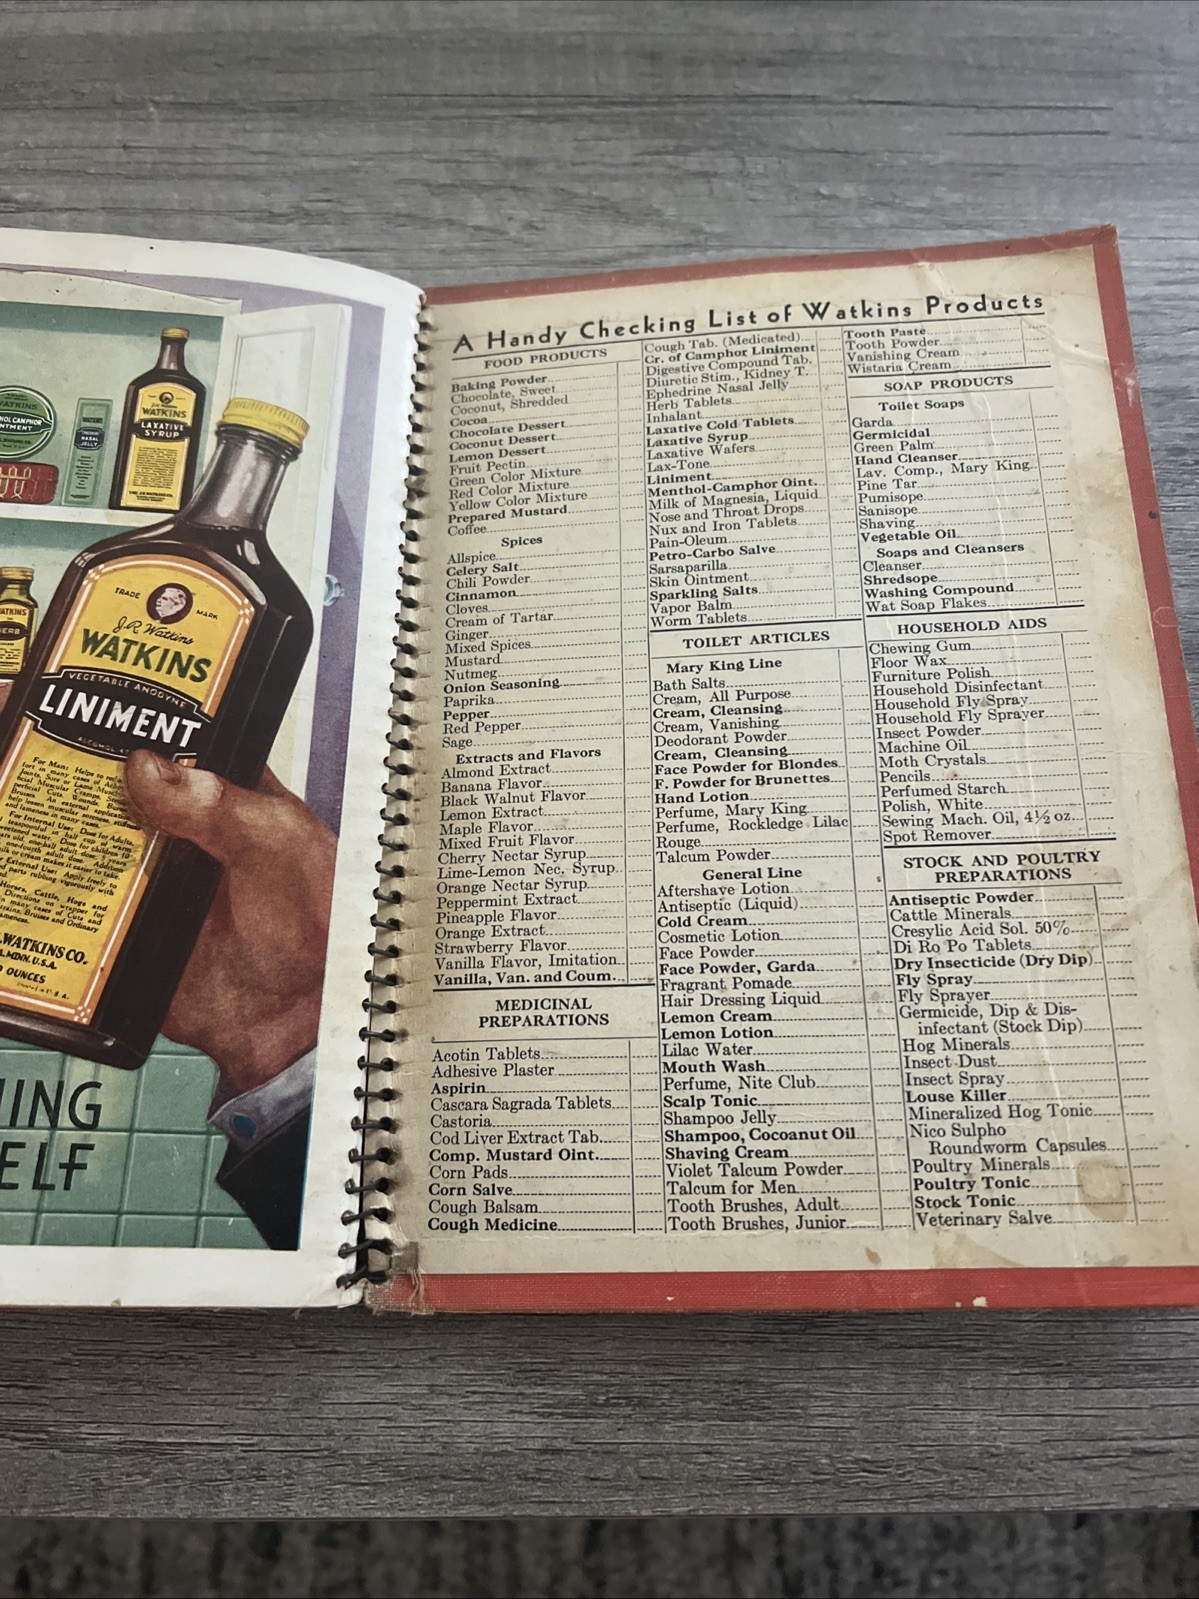 WATKINS
MENTHOL CAMPHOR
OINTMENT
NASAL
JELLY
WATKINS
LAXATIVE
SYRUP
TRADE MARK
J.R. Watkins
WATKINS
VEGETABLE ANODYNE
LINIMENT
WATKINS CO.
MINN. U.S.A.
OUNCES
ING
ELF
A Handy Checking List of Watkins Products
FOOD PRODUCTS
Baking Powder
Chocolate, Sweet
Coconut, Shredded
Cocoa
Chocolate Dessert
Coconut Dessert
Lemon Dessert
Fruit Pectin
Green Color Mixture
Red Color Mixture
Yellow Color Mixture
Prepared Mustard
Coffee
Spices
Allspice
Celery Salt
Chili Powder
Cinnamon
Cloves
Cream of Tartar
Ginger
Mixed Spices
Mustard
Nutmeg
Onion Seasoning
Paprika
Pepper
Red Pepper
Sage
Extracts and Flavors
Almond Extract
Banana Flavor
Black Walnut Flavor
Lemon Extract
Maple Flavor
Mixed Fruit Flavor
Cherry Nectar Syrup
Lime-Lemon Nec. Syrup
Orange Nectar Syrup
Peppermint Extract
Pineapple Flavor
Orange Extract
Strawberry Flavor
Vanilla Flavor, Imitation
Vanilla, Van. and Coum.
MEDICINAL
PREPARATIONS
Acotin Tablets
Adhesive Plaster
Aspirin
Cascara Sagrada Tablets
Castoria
Cod Liver Extract Tab.
Comp. Mustard Oint.
Corn Pads
Corn Salve
Cough Balsam
Cough Medicine
Cough Tab. (Medicated)
Cr. of Camphor Liniment
Digestive Compound Tab.
Diuretic Stim., Kidney T.
Ephedrine Nasal Jelly
Herb Tablets
Inhalant
Laxative Cold Tablets
Laxative Syrup
Laxative Wafers
Lax-Tone
Liniment
Menthol-Camphor Oint.
Milk of Magnesia, Liquid
Nose and Throat Drops
Nux and Iron Tablets
Pain-Oleum
Petro-Carbo Salve
Sarsaparilla
Skin Ointment
Sparkling Salts
Vapor Balm
Worm Tablets
TOILET ARTICLES
Mary King Line
Bath Salts
Cream, All Purpose
Cream, Cleansing
Cream, Vanishing
Deodorant Powder
Cream, Cleansing
Face Powder for Blondes
F. Powder for Brunettes
Hand Lotion
Perfume, Mary King
Perfume, Rockledge Lilac
Rouge
Talcum Powder
General Line
Aftershave Lotion
Antiseptic (Liquid)
Cold Cream
Cosmetic Lotion
Face Powder
Face Powder, Garda
Fragrant Pomade
Hair Dressing Liquid
Lemon Cream
Lemon Lotion
Lilac Water
Mouth Wash
Perfume, Nite Club
Scalp Tonic
Shampoo Jelly
Shampoo, Cocoanut Oil
Shaving Cream
Violet Talcum Powder
Talcum for Men
Tooth Brushes, Adult
Tooth Brushes, Junior
Tooth Paste
Tooth Powder
Vanishing Cream
Wistaria Cream
SOAP PRODUCTS
Toilet Soaps
Garda
Germicidal
Green Palm
Hand Cleanser
Lav. Comp., Mary King
Pine Tar
Pumisope
Sanisope
Shaving
Vegetable Oil
Soaps and Cleansers
Cleanser
Shredsope
Washing Compound
Wat Soap Flakes
HOUSEHOLD AIDS
Chewing Gum
Floor Wax
Furniture Polish
Household Disinfectant
Household Fly Spray
Household Fly Sprayer
Insect Powder
Machine Oil
Moth Crystals
Pencils
Perfumed Starch
Polish, White
Sewing Mach. Oil, 4½ oz.
Spot Remover
STOCK AND POULTRY
PREPARATIONS
Antiseptic Powder
Cattle Minerals
Cresylic Acid Sol. 50%
Di Ro Po Tablets
Dry Insecticide (Dry Dip)
Fly Spray
Fly Sprayer
Germicide, Dip & Dis-
infectant (Stock Dip)
Hog Minerals
Insect Dust
Insect Spray
Louse Killer
Mineralized Hog Tonic
Nico Sulpho
Roundworm Capsules
Poultry Minerals
Poultry Tonic
Stock Tonic
Veterinary Salve